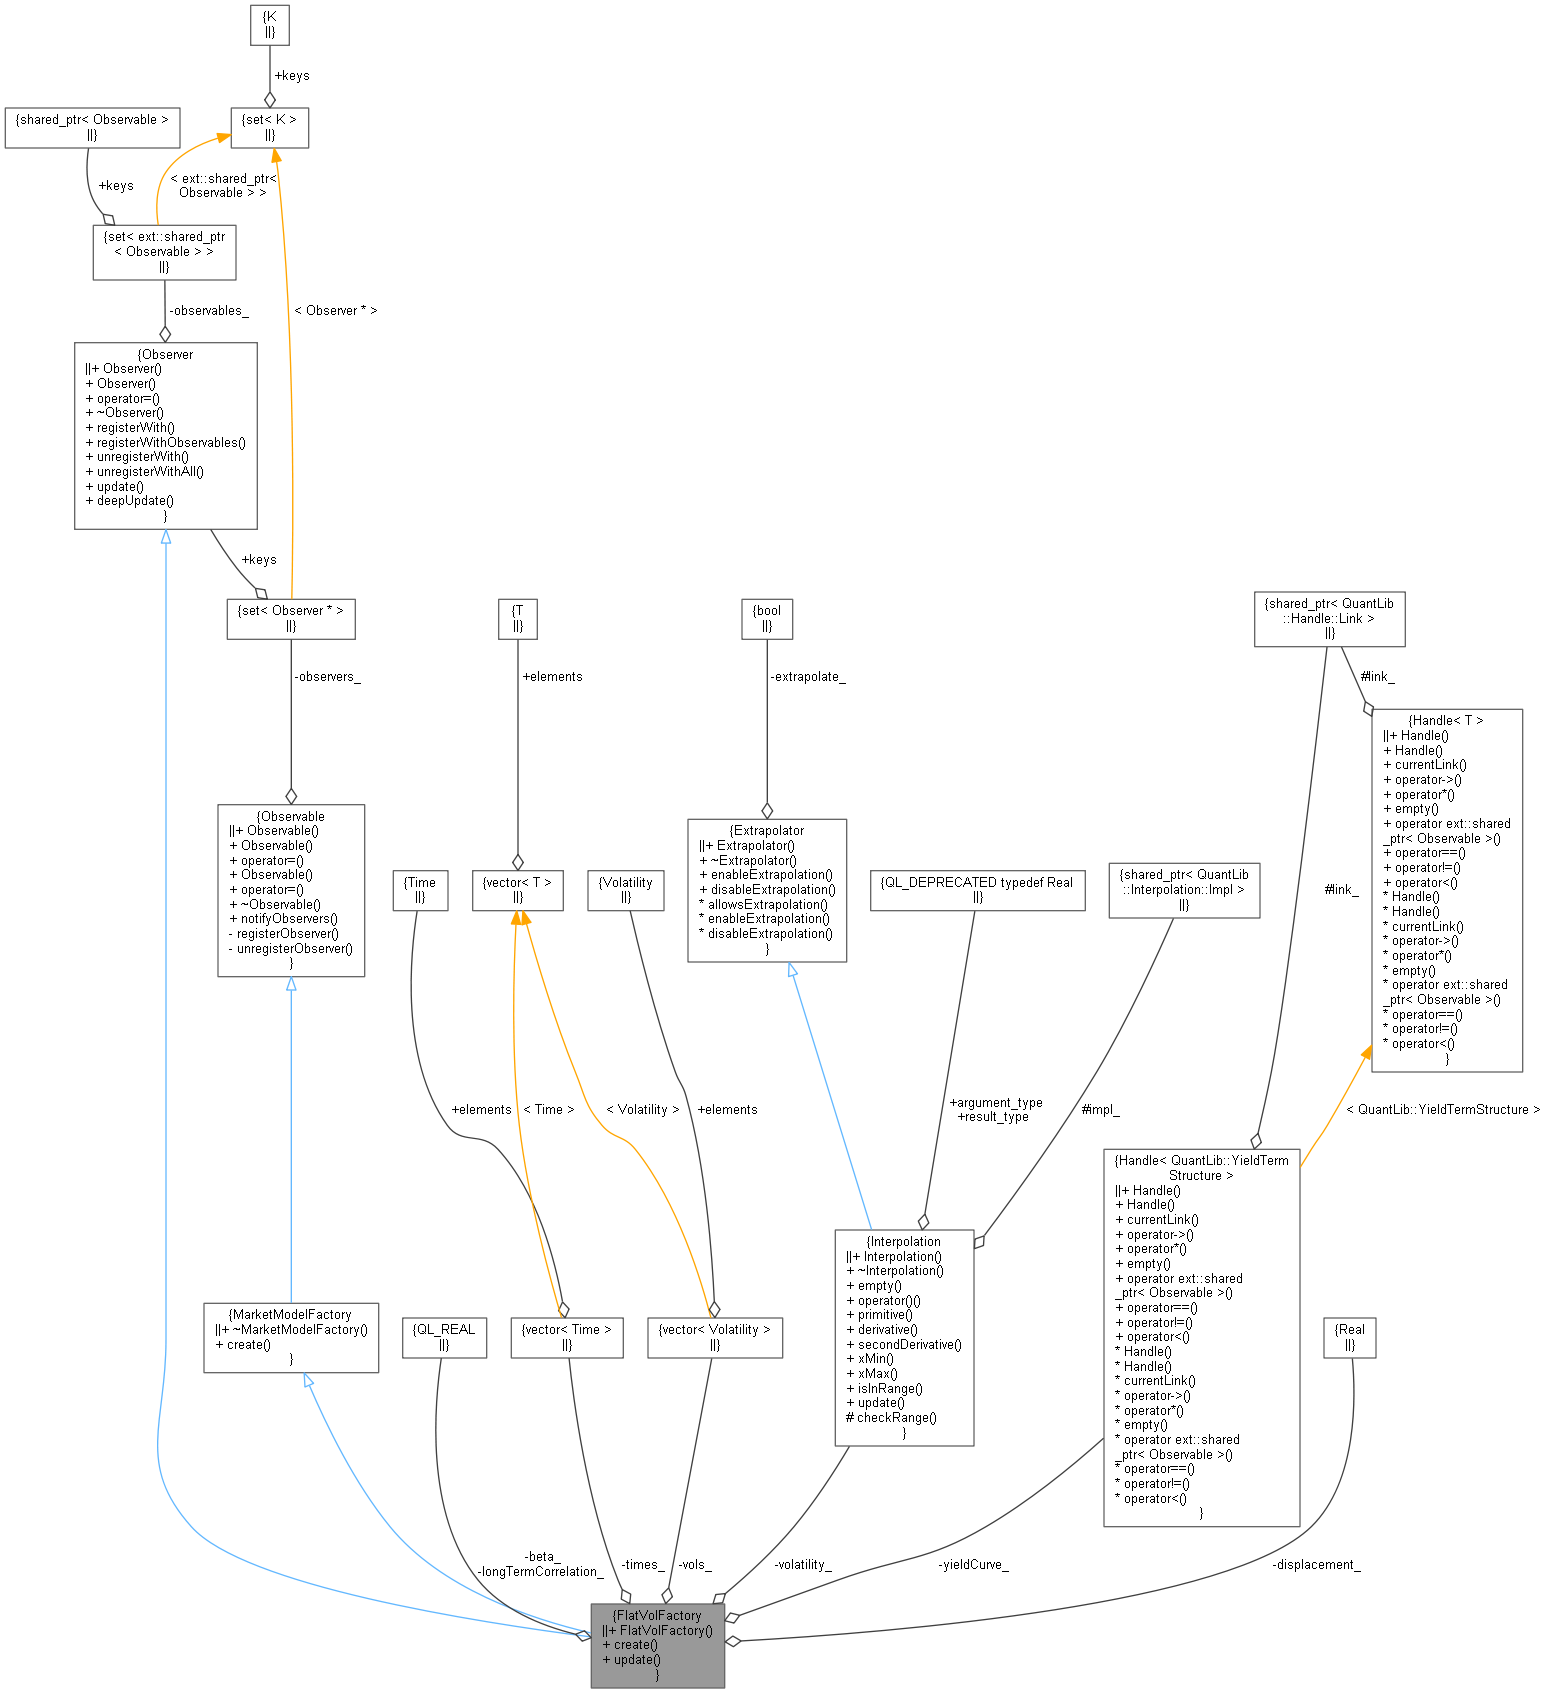 {K
||}
+keys
{shared_ptr< Observable >
||}
{set< K >
||}
+keys
< ext::shared_ptr<
Observable > >
{set< ext::shared_ptr
< Observable > >
||}
-observables_
< Observer * >
{Observer
||+ Observer()
+ Observer()
+ operator=()
+ ~Observer()
+ registerWith()
+ registerWithObservables()
+ unregisterWith()
+ unregisterWithAll()
+ update()
+ deepUpdate()
}
+keys
{set< Observer * >
||}
{T
||}
{bool
||}
{shared_ptr< QuantLib
::Handle::Link >
||}
-observers_
+elements
-extrapolate_
#link_
{Handle< T >
||+ Handle()
+ Handle()
+ currentLink()
+ operator->()
+ operator*()
+ empty()
+ operator ext::shared
_ptr< Observable >()
+ operator==()
+ operator!=()
+ operator<()
* Handle()
* Handle()
* currentLink()
* operator->()
* operator*()
* empty()
* operator ext::shared
_ptr< Observable >()
* operator==()
* operator!=()
* operator<()
}
{Observable
||+ Observable()
+ Observable()
+ operator=()
+ Observable()
+ operator=()
+ ~Observable()
+ notifyObservers()
- registerObserver()
- unregisterObserver()
}
{Time
||}
{vector< T >
||}
{Volatility
||}
{Extrapolator
||+ Extrapolator()
+ ~Extrapolator()
+ enableExtrapolation()
+ disableExtrapolation()
* allowsExtrapolation()
* enableExtrapolation()
* disableExtrapolation()
}
{QL_DEPRECATED typedef Real
||}
{shared_ptr< QuantLib
::Interpolation::Impl >
||}
#link_
+elements
< Time >
< Volatility >
+elements
+argument_type
+result_type
#impl_
< QuantLib::YieldTermStructure >
{MarketModelFactory
||+ ~MarketModelFactory()
+ create()
}
{QL_REAL
||}
{vector< Time >
||}
{vector< Volatility >
||}
{Interpolation
||+ Interpolation()
+ ~Interpolation()
+ empty()
+ operator()()
+ primitive()
+ derivative()
+ secondDerivative()
+ xMin()
+ xMax()
+ isInRange()
+ update()
# checkRange()
}
{Handle< QuantLib::YieldTerm
Structure >
||+ Handle()
+ Handle()
+ currentLink()
+ operator->()
+ operator*()
+ empty()
+ operator ext::shared
_ptr< Observable >()
+ operator==()
+ operator!=()
+ operator<()
* Handle()
* Handle()
* currentLink()
* operator->()
* operator*()
* empty()
* operator ext::shared
_ptr< Observable >()
* operator==()
* operator!=()
* operator<()
}
{Real
||}
-beta_
-longTermCorrelation_
-times_
-vols_
-volatility_
-yieldCurve_
-displacement_
{FlatVolFactory
||+ FlatVolFactory()
+ create()
+ update()
}